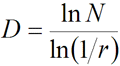 D = ln N / ln(1/r)